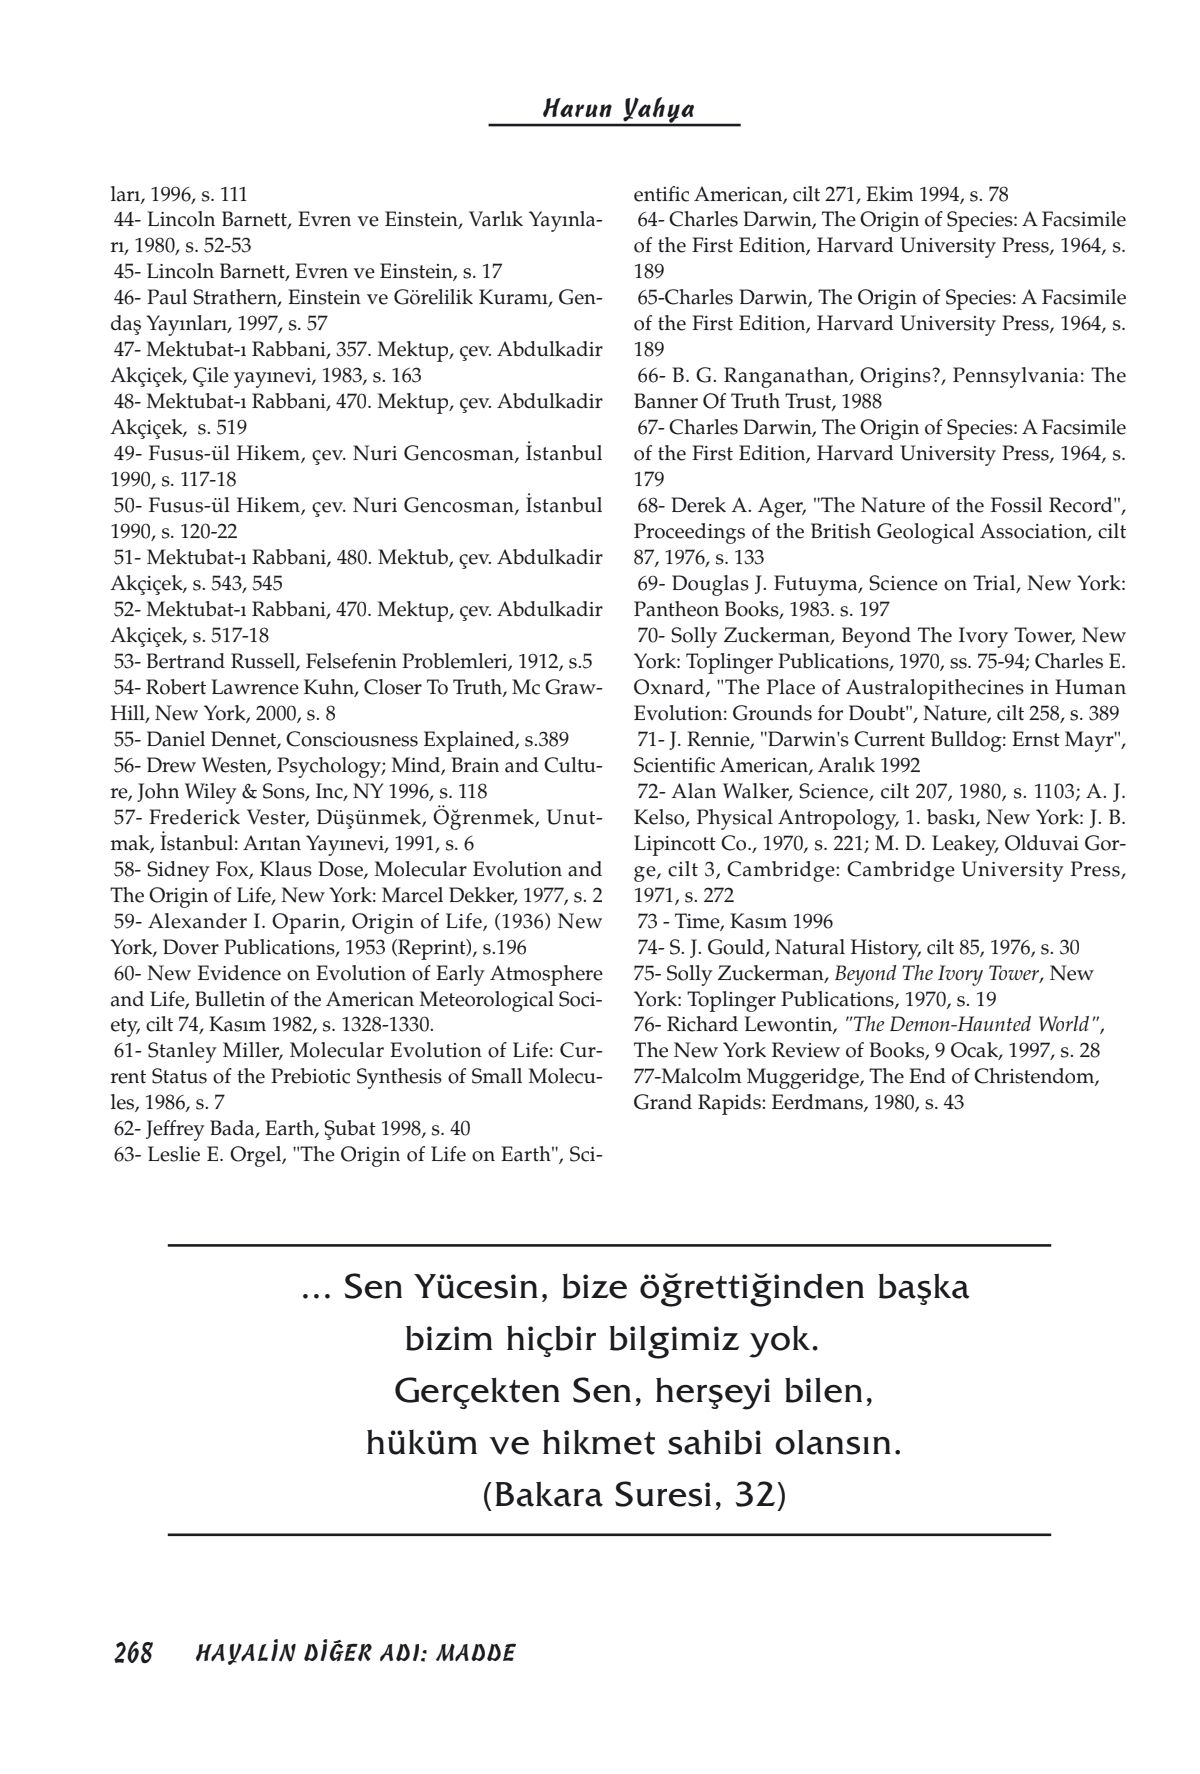 Harun Yahya
ları, 1996, s. 111
44- Lincoln Barnett, Evren ve Einstein, Varlık Yayınla-
rı, 1980, s. 52-53
45- Lincoln Barnett, Evren ve Einstein, s. 17
46- Paul Strathern, Einstein ve Görelilik Kuramı, Gen-
daş Yayınları, 1997, s. 57
47- Mektubat-ı Rabbani, 357. Mektup, çev. Abdulkadir
Akçiçek, Çile yayınevi, 1983, s. 163
48- Mektubat-ı Rabbani, 470. Mektup, çev. Abdulkadir
Akçiçek,  s. 519
49- Fusus-ül Hikem, çev. Nuri Gencosman, İstanbul
1990, s. 117-18
50- Fusus-ül Hikem, çev. Nuri Gencosman, İstanbul
1990, s. 120-22
51- Mektubat-ı Rabbani, 480. Mektub, çev. Abdulkadir
Akçiçek, s. 543, 545
52- Mektubat-ı Rabbani, 470. Mektup, çev. Abdulkadir
Akçiçek, s. 517-18
53- Bertrand Russell, Felsefenin Problemleri, 1912, s.5
54- Robert Lawrence Kuhn, Closer To Truth, Mc Graw-
Hill, New York, 2000, s. 8
55- Daniel Dennet, Consciousness Explained, s.389
56- Drew Westen, Psychology; Mind, Brain and Cultu-
re, John Wiley & Sons, Inc, NY 1996, s. 118
57- Frederick Vester, Düşünmek, Öğrenmek, Unut-
mak, İstanbul: Arıtan Yayınevi, 1991, s. 6
58- Sidney Fox, Klaus Dose, Molecular Evolution and
The Origin of Life, New York: Marcel Dekker, 1977, s. 2
59- Alexander I. Oparin, Origin of Life, (1936) New
York, Dover Publications, 1953 (Reprint), s.196
60- New Evidence on Evolution of Early Atmosphere
and Life, Bulletin of the American Meteorological Soci-
ety, cilt 74, Kasım 1982, s. 1328-1330.
61- Stanley Miller, Molecular Evolution of Life: Cur-
rent Status of the Prebiotic Synthesis of Small Molecu-
les, 1986, s. 7
62- Jeffrey Bada, Earth, Şubat 1998, s. 40
63- Leslie E. Orgel, "The Origin of Life on Earth", Sci-
entific American, cilt 271, Ekim 1994, s. 78
64- Charles Darwin, The Origin of Species: A Facsimile
of the First Edition, Harvard University Press, 1964, s.
189
65-Charles Darwin, The Origin of Species: A Facsimile
of the First Edition, Harvard University Press, 1964, s.
189
66- B. G. Ranganathan, Origins?, Pennsylvania: The
Banner Of Truth Trust, 1988
67- Charles Darwin, The Origin of Species: A Facsimile
of the First Edition, Harvard University Press, 1964, s.
179
68- Derek A. Ager, "The Nature of the Fossil Record",
Proceedings of the British Geological Association, cilt
87, 1976, s. 133
69- Douglas J. Futuyma, Science on Trial, New York:
Pantheon Books, 1983. s. 197
70- Solly Zuckerman, Beyond The Ivory Tower, New
York: Toplinger Publications, 1970, ss. 75-94; Charles E.
Oxnard, "The Place of Australopithecines in Human
Evolution: Grounds for Doubt", Nature, cilt 258, s. 389
71- J. Rennie, "Darwin's Current Bulldog: Ernst Mayr",
Scientific American, Aralık 1992
72- Alan Walker, Science, cilt 207, 1980, s. 1103; A. J.
Kelso, Physical Antropology, 1. baskı, New York: J. B.
Lipincott Co., 1970, s. 221; M. D. Leakey, Olduvai Gor-
ge, cilt 3, Cambridge: Cambridge University Press,
1971, s. 272
73 - Time, Kasım 1996
74- S. J. Gould, Natural History, cilt 85, 1976, s. 30
75- Solly Zuckerman, Beyond The Ivory Tower, New
York: Toplinger Publications, 1970, s. 19
76- Richard Lewontin, "The Demon-Haunted World",
The New York Review of Books, 9 Ocak, 1997, s. 28
77-Malcolm Muggeridge, The End of Christendom,
Grand Rapids: Eerdmans, 1980, s. 43
... Sen Yücesin, bize öğrettiğinden başka
bizim hiçbir bilgimiz yok.
Gerçekten Sen, herşeyi bilen,
hüküm ve hikmet sahibi olansın.
(Bakara Suresi, 32)
268 HAYALİN DİĞER ADI: MADDE